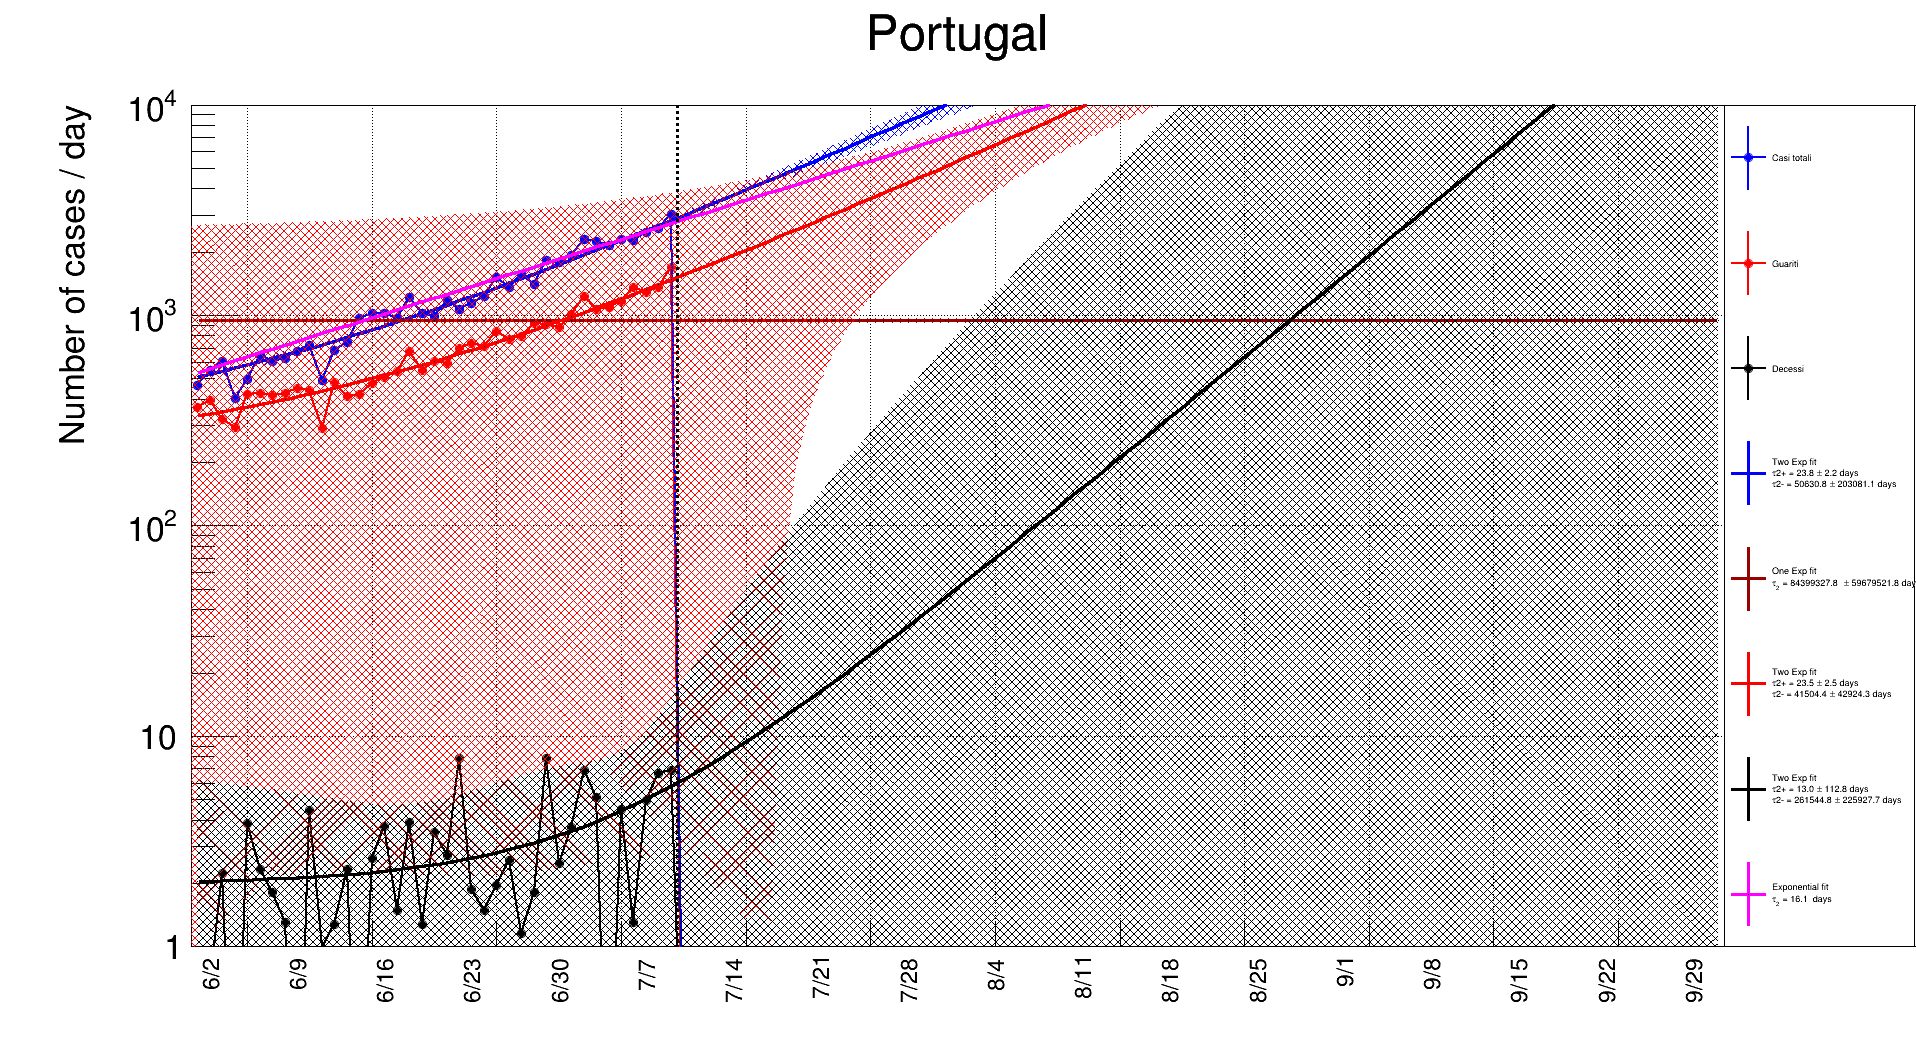 Portugal
Number of cases / day
10^4
10^3
10^2
10
1
6/2
6/9
6/16
6/23
6/30
7/7
7/14
7/21
7/28
8/4
8/11
8/18
8/25
9/1
9/8
9/15
9/22
9/29
Casi totali
Guariti
Decessi
Two Exp fit
τ2+ = 23.8 ± 2.2 days
τ2- = 50630.8 ± 203081.1 days
One Exp fit
τ₂ = 84399327.8 ± 59679521.8 day
Two Exp fit
τ2+ = 23.5 ± 2.5 days
τ2- = 41504.4 ± 42924.3 days
Two Exp fit
τ2+ = 13.0 ± 112.8 days
τ2- = 261544.8 ± 225927.7 days
Exponential fit
τ₂ = 16.1 days